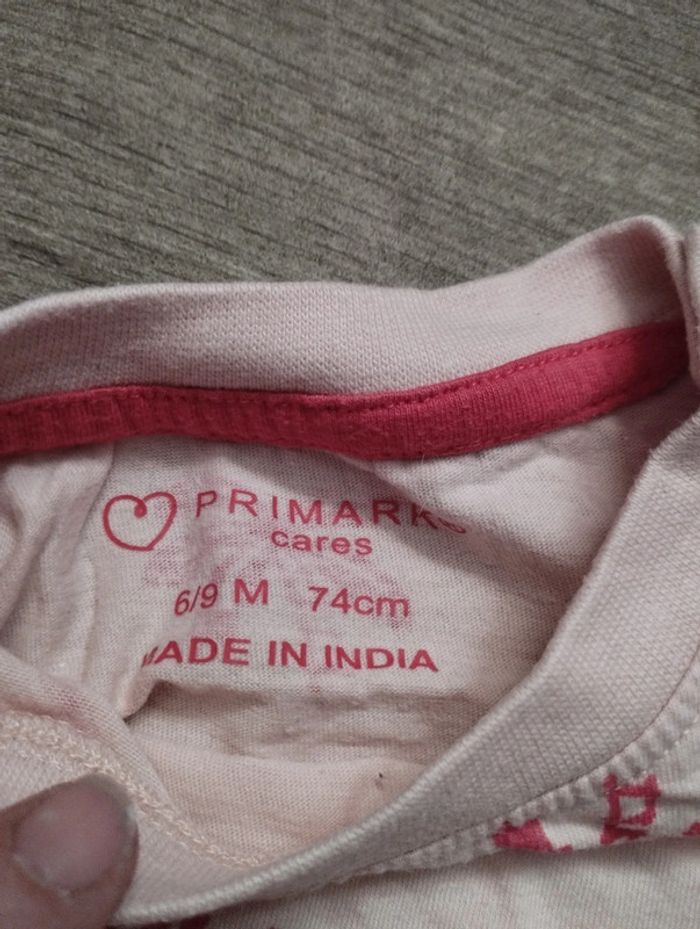 PRIMARK®
cares
6/9 M 74cm
MADE IN INDIA